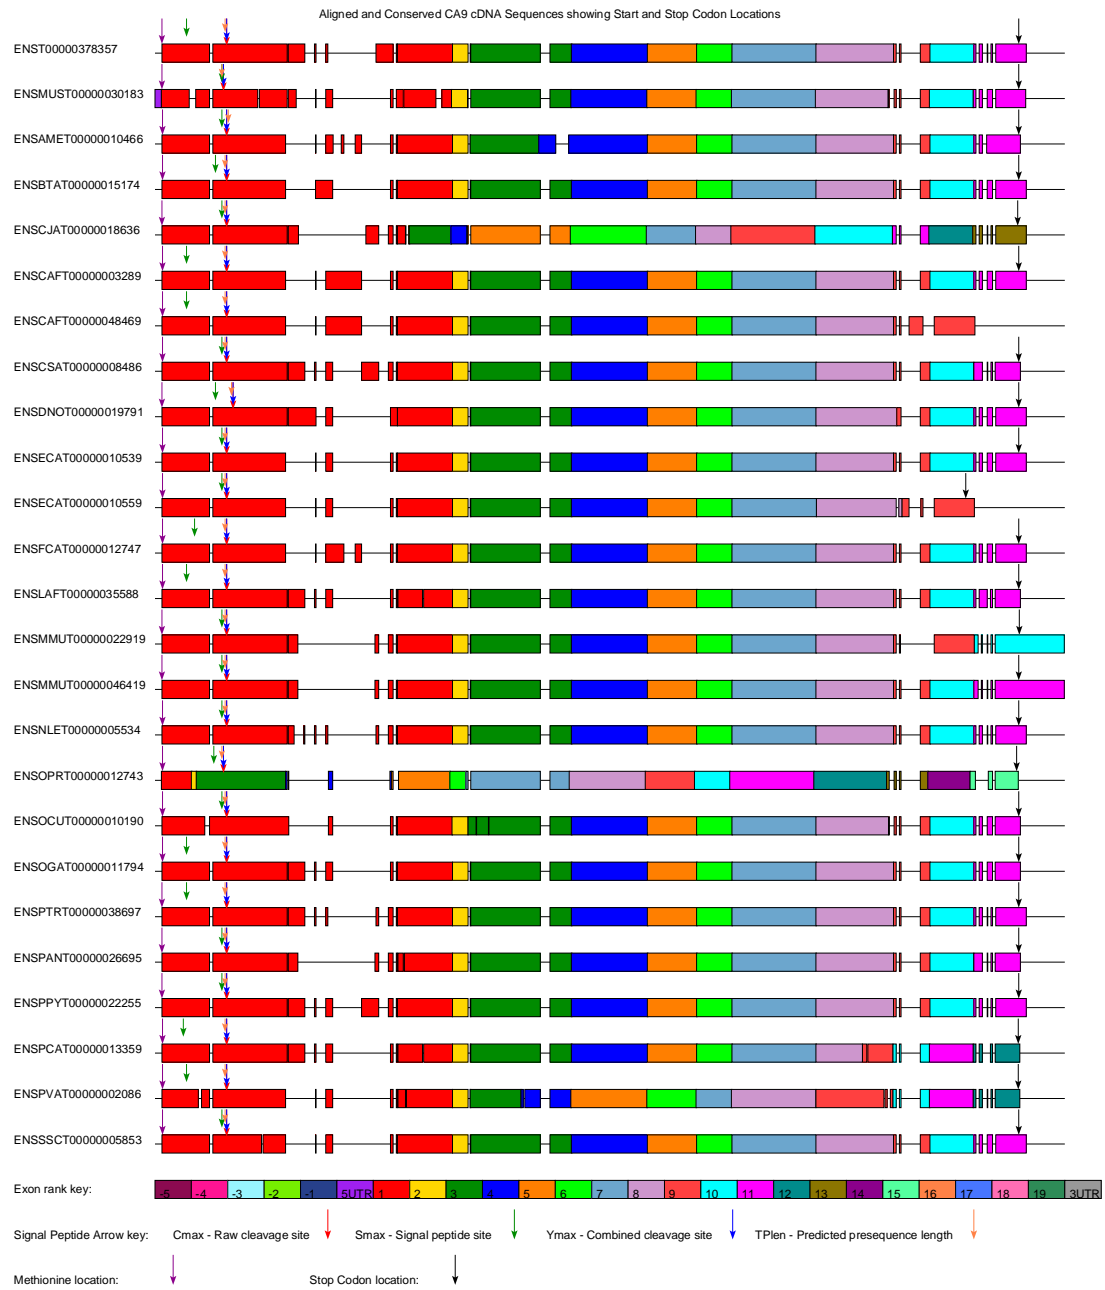 Aligned and Conserved CA9 cDNA Sequences showing Start and Stop Codon Locations
ENST00000378357
ENSMUST00000030183
ENSAMET00000010466
ENSBTAT00000015174
ENSCJAT00000018636
ENSCAFT00000003289
ENSCAFT00000048469
ENSCSAT00000008486
ENSDNOT00000019791
ENSECAT00000010539
ENSECAT00000010559
ENSFCAT00000012747
ENSLAFT00000035588
ENSMMUT00000022919
ENSMMUT00000046419
ENSNLET00000005534
ENSOPRT00000012743
ENSOCUT00000010190
ENSOGAT00000011794
ENSPTRT00000038697
ENSPANT00000026695
ENSPPYT00000022255
ENSPCAT00000013359
ENSPVAT00000002086
ENSSSCT00000005853
Exon rank key: -5 -4 -3 -2 -1 5UTR 1 2 3 4 5 6 7 8 9 10 11 12 13 14 15 16 17 18 19 3UTR
Signal Peptide Arrow key: Cmax - Raw cleavage site Smax - Signal peptide site Ymax - Combined cleavage site TPlen - Predicted presequence length
Methionine location: Stop Codon location: